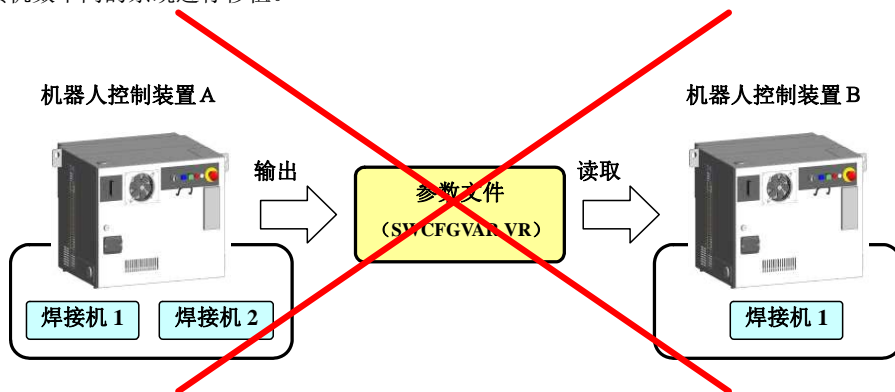 机器人控制装置A
机器人控制装置B
输出
读取
参数文件
（SWCFGVAR.VR）
焊接机 1
焊接机 2
焊接机 1